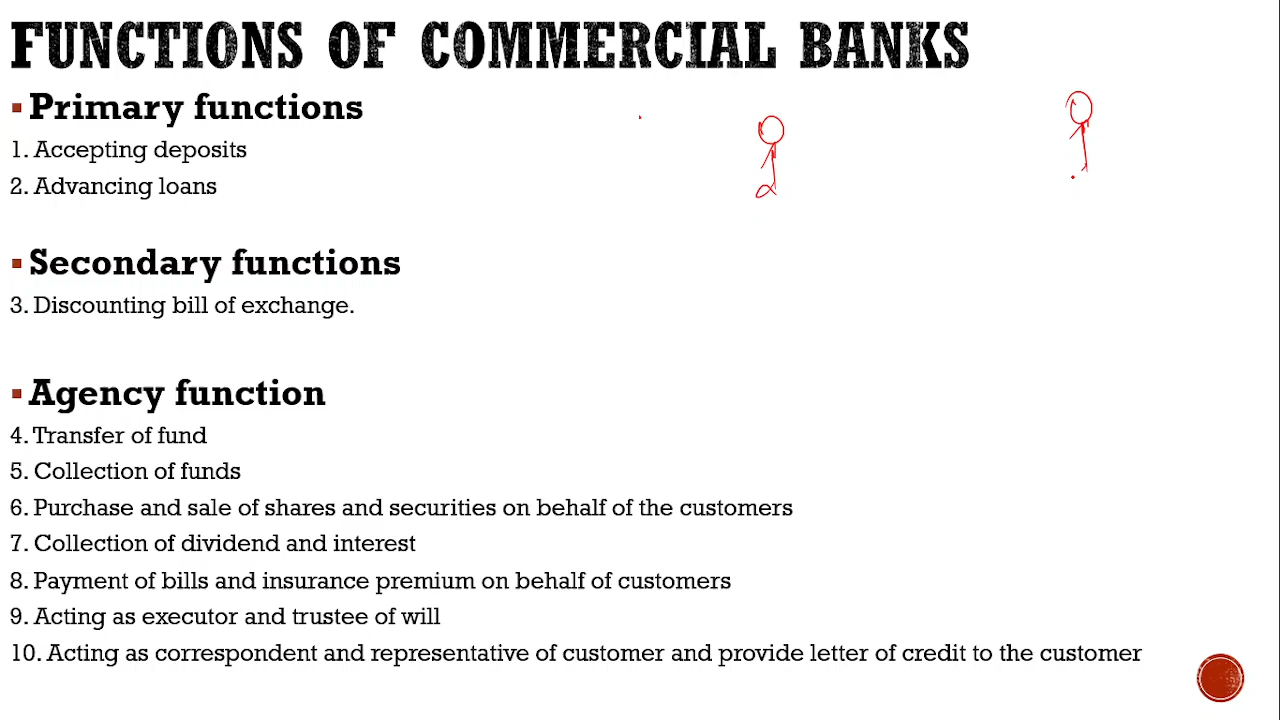 FUNCTIONS OF COMMERCIAL BANKS
Primary functions
1. Accepting deposits
2. Advancing loans
Secondary functions
3. Discounting bill of exchange.
Agency function
4. Transfer of fund
5. Collection of funds
6. Purchase and sale of shares and securities on behalf of the customers
7. Collection of dividend and interest
8. Payment of bills and insurance premium on behalf of customers
9. Acting as executor and trustee of will
10. Acting as correspondent and representative of customer and provide letter of credit to the customer